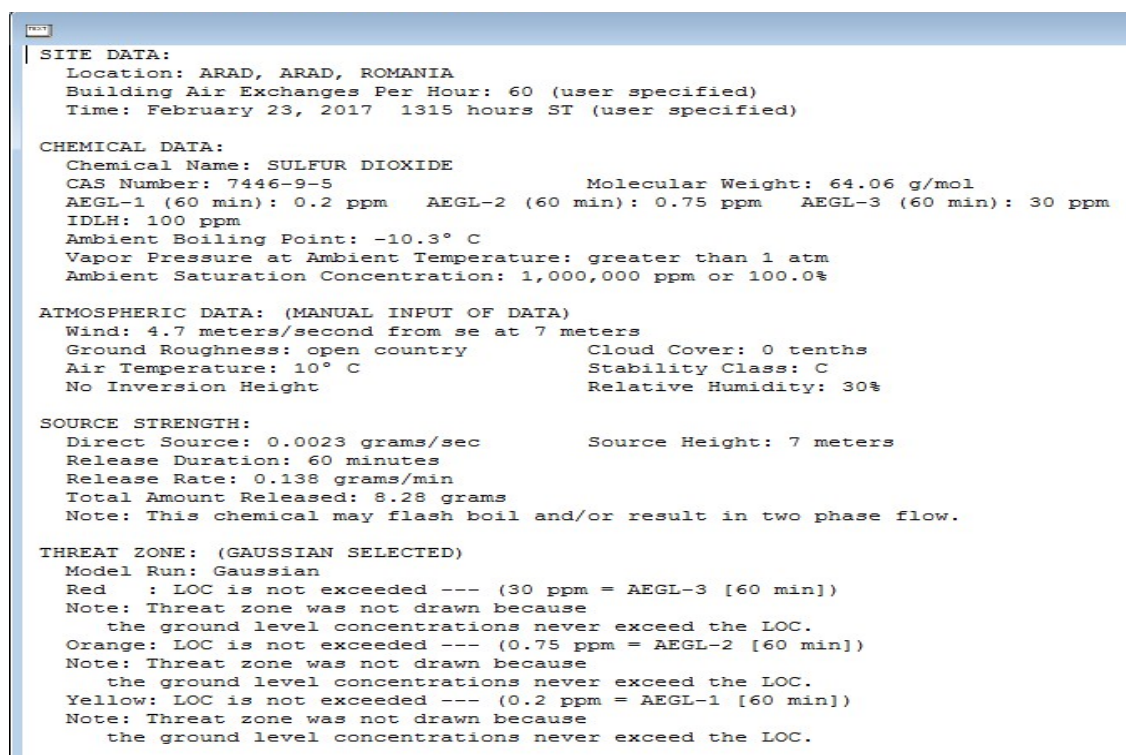 SITE DATA:
Location: ARAD, ARAD, ROMANIA
Building Air Exchanges Per Hour: 60 (user specified)
Time: February 23, 2017  1315 hours ST (user specified)
CHEMICAL DATA:
Chemical Name: SULFUR DIOXIDE
CAS Number: 7446-9-5    Molecular Weight: 64.06 g/mol
AEGL-1 (60 min): 0.2 ppm   AEGL-2 (60 min): 0.75 ppm   AEGL-3 (60 min): 30 ppm
IDLH: 100 ppm
Ambient Boiling Point: -10.3° C
Vapor Pressure at Ambient Temperature: greater than 1 atm
Ambient Saturation Concentration: 1,000,000 ppm or 100.0%
ATMOSPHERIC DATA: (MANUAL INPUT OF DATA)
Wind: 4.7 meters/second from se at 7 meters
Ground Roughness: open country    Cloud Cover: 0 tenths
Air Temperature: 10° C    Stability Class: C
No Inversion Height    Relative Humidity: 30%
SOURCE STRENGTH:
Direct Source: 0.0023 grams/sec    Source Height: 7 meters
Release Duration: 60 minutes
Release Rate: 0.138 grams/min
Total Amount Released: 8.28 grams
Note: This chemical may flash boil and/or result in two phase flow.
THREAT ZONE: (GAUSSIAN SELECTED)
Model Run: Gaussian
Red   : LOC is not exceeded --- (30 ppm = AEGL-3 [60 min])
Note: Threat zone was not drawn because
the ground level concentrations never exceed the LOC.
Orange: LOC is not exceeded --- (0.75 ppm = AEGL-2 [60 min])
Note: Threat zone was not drawn because
the ground level concentrations never exceed the LOC.
Yellow: LOC is not exceeded --- (0.2 ppm = AEGL-1 [60 min])
Note: Threat zone was not drawn because
the ground level concentrations never exceed the LOC.